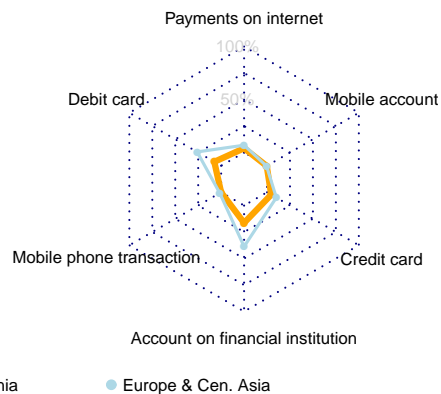 Payments on internet
100%
Debit card
50%
Mobile account
Mobile phone transaction
Credit card
Account on financial institution
Europe & Cen. Asia